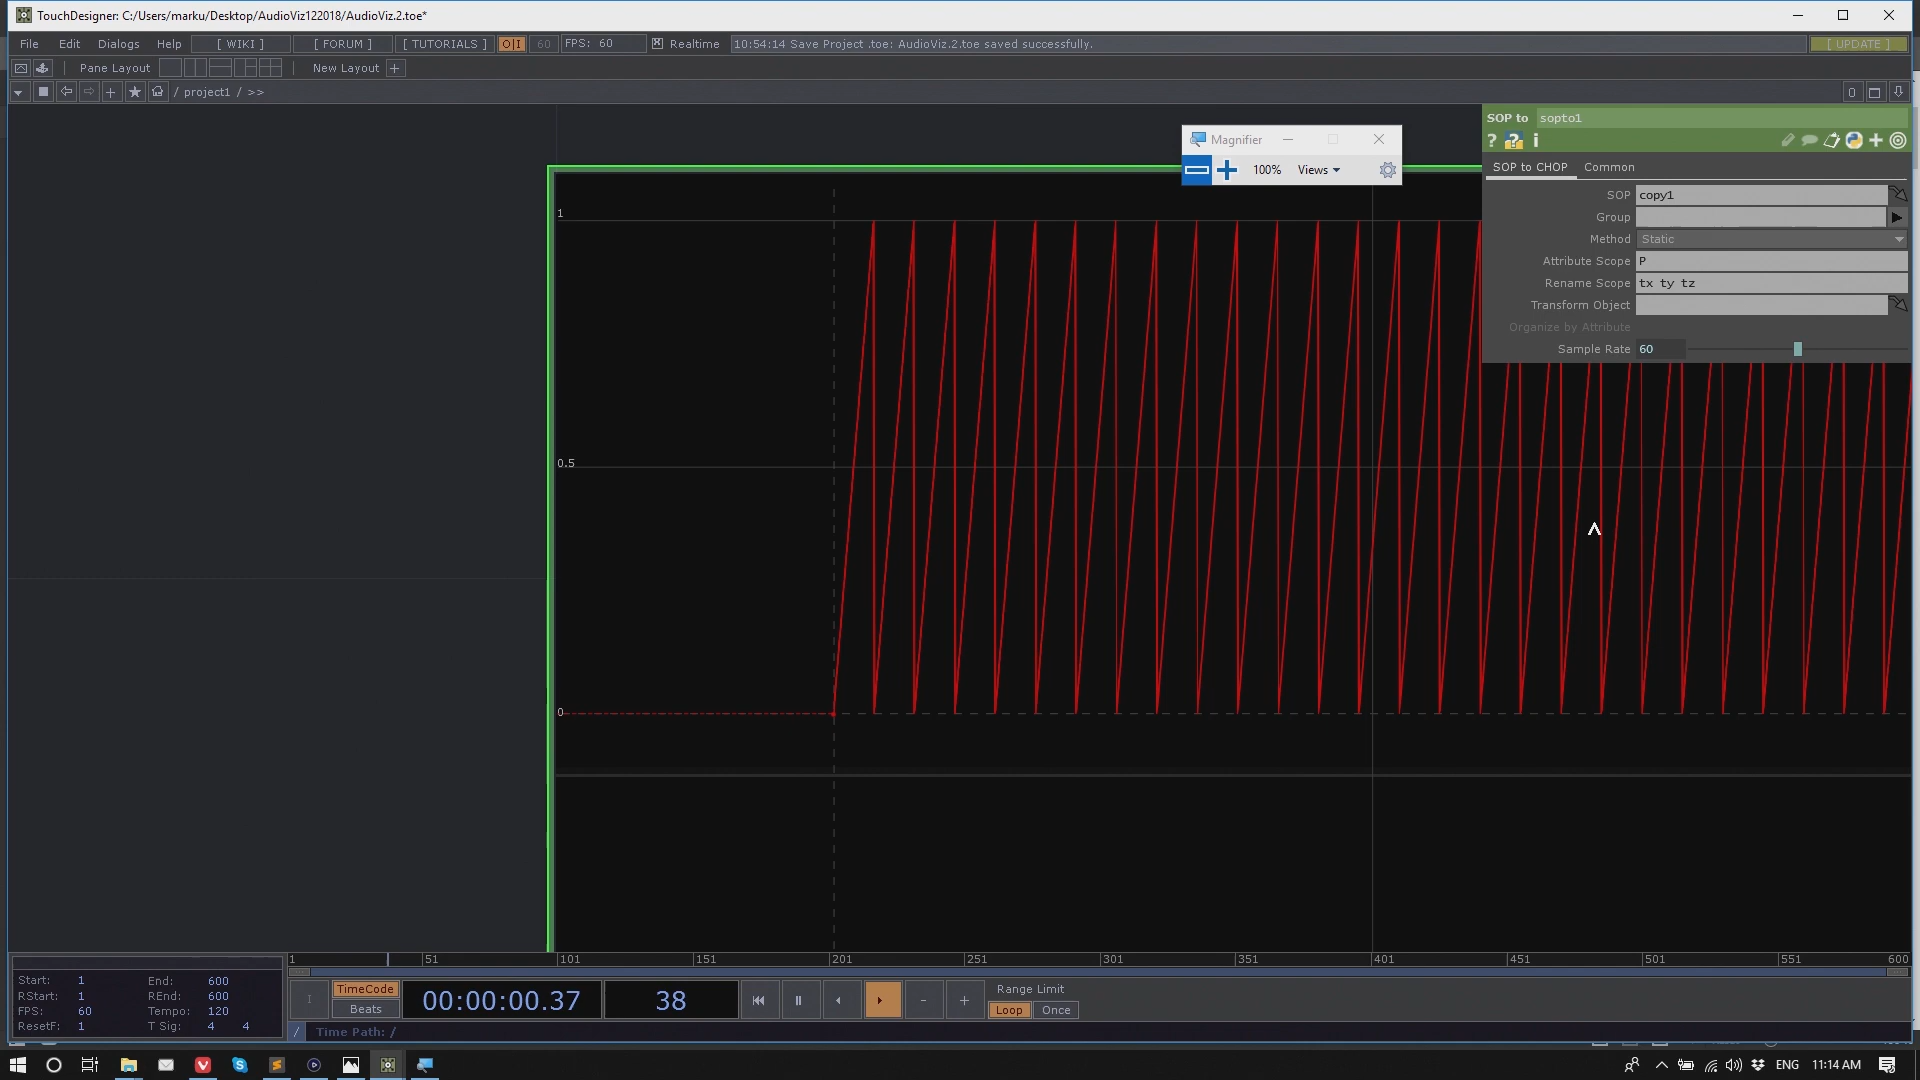 TouchDesigner: C:/Users/marku/Desktop/AudioViz122018/AudioViz.2.toe*
File Edit Dialogs Help [ WIKI ] [ FORUM ] [ TUTORIALS ] O|I 60 FPS: 60 Realtime 10:54:14 Save Project .toe: AudioViz.2.toe saved successfully. [ UPDATE ]
Pane Layout New Layout +
/ project1 / >> 0
SOP to sopto1
Magnifier
? i
100% Views
SOP to CHOP Common
SOP copy1
Group
Method Static
Attribute Scope P
Rename Scope tx ty tz
Transform Object
Organize by Attribute
Sample Rate 60
1
0.5
0
1 51 101 151 201 251 301 351 401 451 501 551 600
Start: 1 End: 600
RStart: 1 REnd: 600
FPS: 60 Tempo: 120
ResetF: 1 T Sig: 4 4
TimeCode
Beats
00:00:00.37
38
- +
Range Limit
Loop Once
/ Time Path: /
ENG 11:14 AM